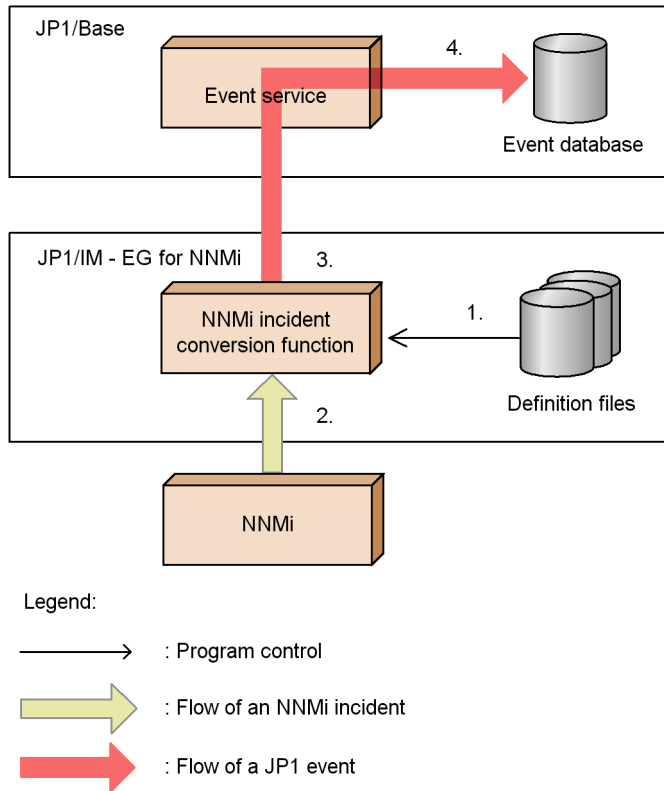 JP1/Base
4.
Event service
Event database
JP1/IM - EG for NNMi
3.
NNMi incident
conversion function
1.
Definition files
2.
NNMi
Legend:
: Program control
: Flow of an NNMi incident
: Flow of a JP1 event